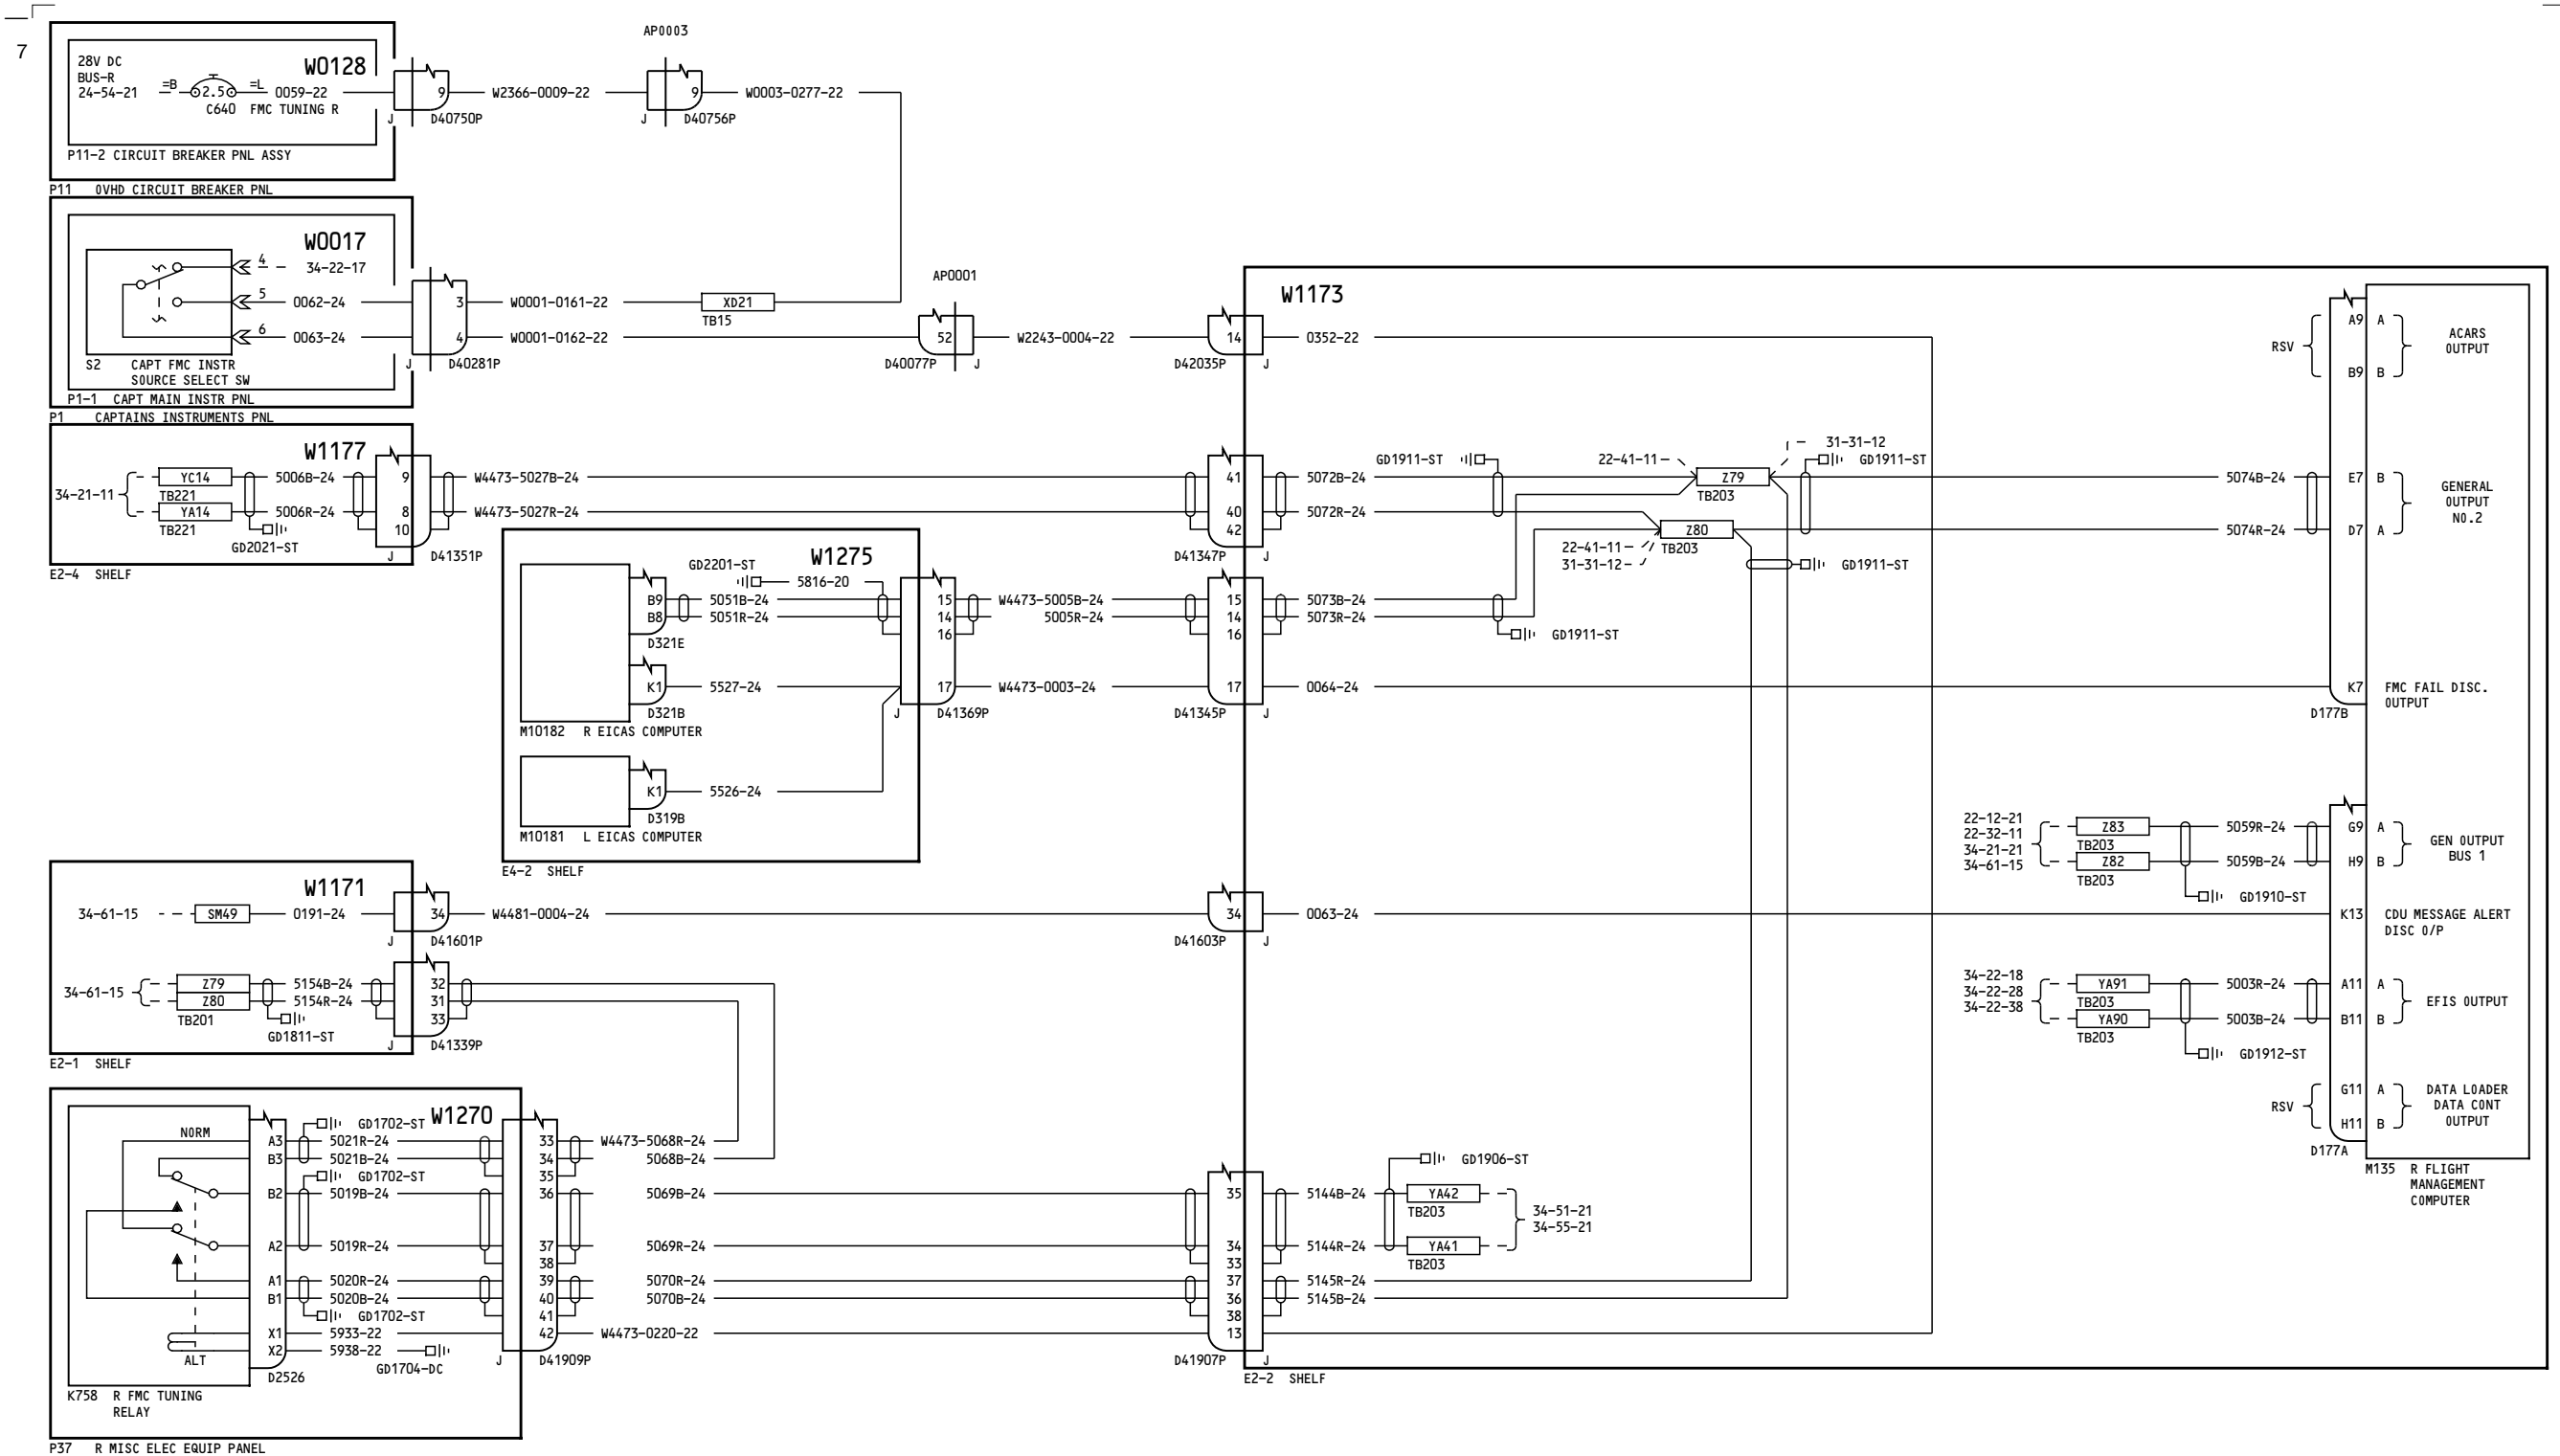 7
28V DC
BUS-R
24-54-21
=B
2.5
=L
0059-22
C640 FMC TUNING R
W0128
P11-2 CIRCUIT BREAKER PNL ASSY
P11 OVHD CIRCUIT BREAKER PNL
9
J
D40750P
W2366-0009-22
AP0003
9
J
D40756P
W0003-0277-22
W0017
4
34-22-17
5
0062-24
6
0063-24
S2 CAPT FMC INSTR
SOURCE SELECT SW
P1-1 CAPT MAIN INSTR PNL
P1 CAPTAINS INSTRUMENTS PNL
3
4
J
D40281P
W0001-0161-22
XD21
TB15
W0001-0162-22
AP0001
52
D40077P
J
W2243-0004-22
14
D42035P
J
W1173
0352-22
W1177
34-21-11
YC14
TB221
YA14
TB221
5006B-24
5006R-24
GD2021-ST
9
8
10
J
D41351P
E2-4 SHELF
W4473-5027B-24
W4473-5027R-24
41
40
42
D41347P
J
5072B-24
5072R-24
GD1911-ST
22-41-11
31-31-12
Z79
TB203
GD1911-ST
Z80
TB203
22-41-11
31-31-12
GD1911-ST
5074B-24
5074R-24
W1275
GD2201-ST
5816-20
B9
B8
5051B-24
5051R-24
D321E
K1
5527-24
D321B
M10182 R EICAS COMPUTER
K1
5526-24
D319B
M10181 L EICAS COMPUTER
E4-2 SHELF
15
14
16
17
J
D41369P
W4473-5005B-24
5005R-24
W4473-0003-24
15
14
16
17
D41345P
J
5073B-24
5073R-24
GD1911-ST
0064-24
RSV
A9 A
B9 B
ACARS
OUTPUT
E7 B
D7 A
GENERAL
OUTPUT
NO.2
K7
FMC FAIL DISC.
OUTPUT
D177B
22-12-21
22-32-11
34-21-21
34-61-15
Z83
TB203
Z82
TB203
5059R-24
5059B-24
GD1910-ST
G9 A
H9 B
GEN OUTPUT
BUS 1
K13
CDU MESSAGE ALERT
DISC O/P
34-22-18
34-22-28
34-22-38
YA91
TB203
YA90
TB203
5003R-24
5003B-24
GD1912-ST
A11 A
B11 B
EFIS OUTPUT
RSV
G11 A
H11 B
DATA LOADER
DATA CONT
OUTPUT
D177A
M135 R FLIGHT
MANAGEMENT
COMPUTER
W1171
34-61-15
SM49
0191-24
34
J
D41601P
W4481-0004-24
34
D41603P
J
0063-24
34-61-15
Z79
Z80
TB201
5154B-24
5154R-24
GD1811-ST
32
31
33
J
D41339P
E2-1 SHELF
W1270
NORM
ALT
A3
B3
B2
A2
A1
B1
X1
X2
D2526
GD1702-ST
5021R-24
5021B-24
GD1702-ST
5019B-24
5019R-24
5020R-24
5020B-24
GD1702-ST
5933-22
5938-22
GD1704-DC
K758 R FMC TUNING
RELAY
P37 R MISC ELEC EQUIP PANEL
33
34
35
36
37
38
39
40
41
42
J
D41909P
W4473-5068R-24
5068B-24
5069B-24
5069R-24
5070R-24
5070B-24
W4473-0220-22
35
34
33
37
36
38
13
D41907P
J
5144B-24
5144R-24
5145R-24
5145B-24
GD1906-ST
YA42
TB203
YA41
TB203
34-51-21
34-55-21
E2-2 SHELF